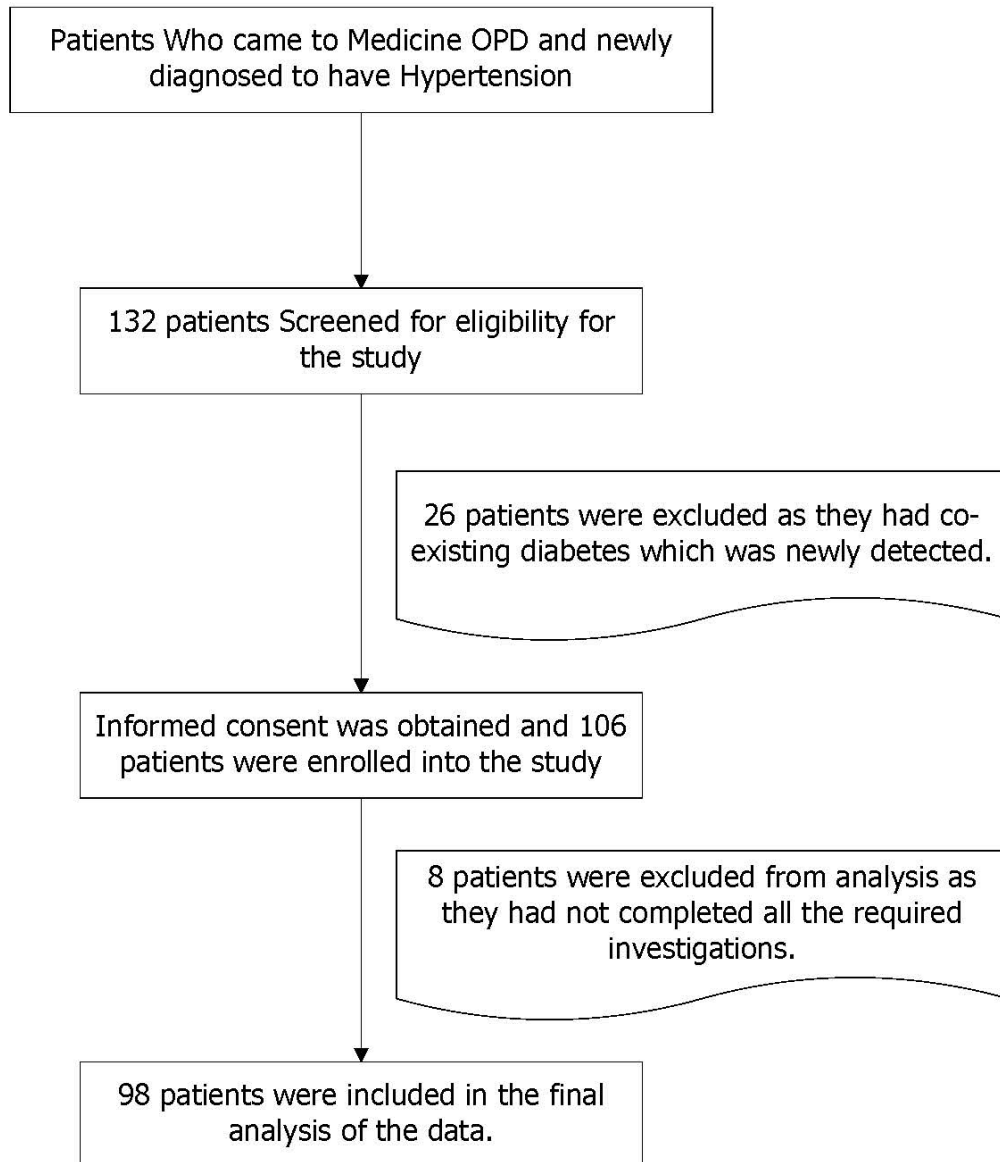 Patients Who came to Medicine OPD and newly
diagnosed to have Hypertension
132 patients Screened for eligibility for
the study
26 patients were excluded as they had co-
existing diabetes which was newly detected.
Informed consent was obtained and 106
patients were enrolled into the study
8 patients were excluded from analysis as
they had not completed all the required
investigations.
98 patients were included in the final
analysis of the data.